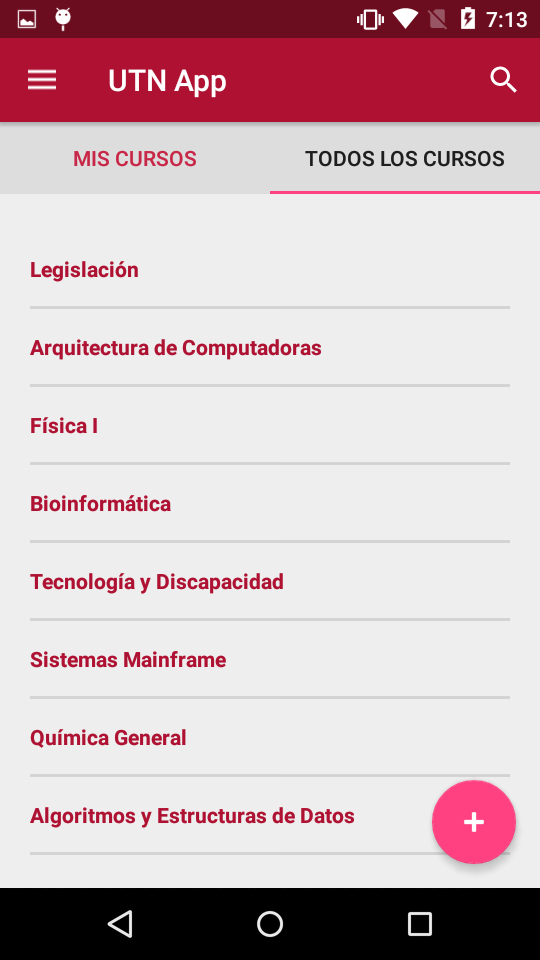 7:13
UTN App
MIS CURSOS
TODOS LOS CURSOS
Legislación
Arquitectura de Computadoras
Física I
Bioinformática
Tecnología y Discapacidad
Sistemas Mainframe
Química General
Algoritmos y Estructuras de Datos